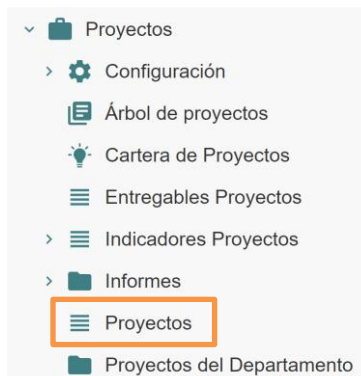 Proyectos
Configuración
Árbol de proyectos
Cartera de Proyectos
Entregables Proyectos
Indicadores Proyectos
Informes
Proyectos
Proyectos del Departamento